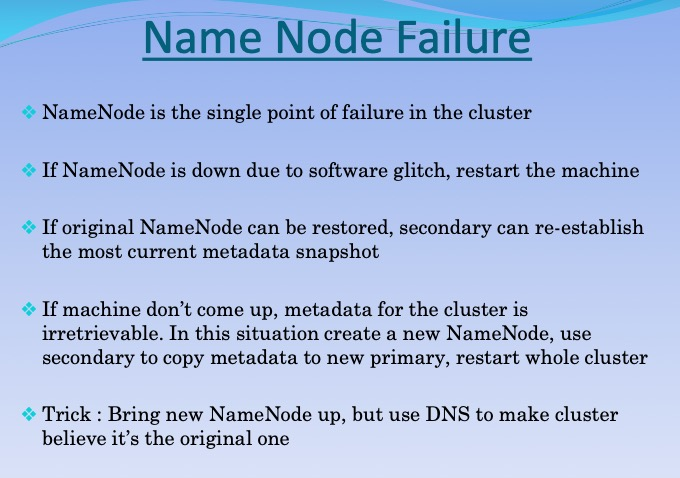 Name Node Failure
NameNode is the single point of failure in the cluster
If NameNode is down due to software glitch, restart the machine
If original NameNode can be restored, secondary can re-establish
the most current metadata snapshot
If machine don’t come up, metadata for the cluster is
irretrievable. In this situation create a new NameNode, use
secondary to copy metadata to new primary, restart whole cluster
Trick : Bring new NameNode up, but use DNS to make cluster
believe it’s the original one